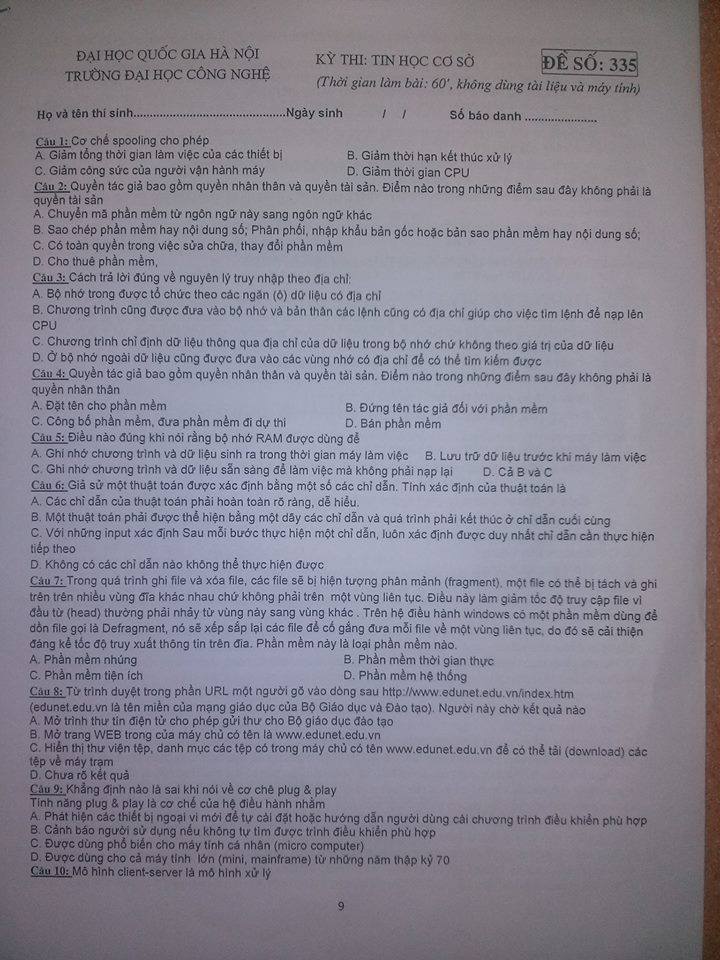 ĐẠI HỌC QUỐC GIA HÀ NỘI
TRƯỜNG ĐẠI HỌC CÔNG NGHỆ
KỲ THI: TIN HỌC CƠ SỞ
ĐỀ SỐ: 335
(Thời gian làm bài: 60', không dùng tài liệu và máy tính)
Họ và tên thí sinh..............................................Ngày sinh / / Số báo danh ......................
Câu 1: Cơ chế spooling cho phép
A. Giảm tổng thời gian làm việc của các thiết bị B. Giảm thời hạn kết thúc xử lý
C. Giảm công sức của người vận hành máy D. Giảm thời gian CPU
Câu 2: Quyền tác giả bao gồm quyền nhân thân và quyền tài sản. Điểm nào trong những điểm sau đây không phải là
quyền tài sản
A. Chuyển mã phần mềm từ ngôn ngữ này sang ngôn ngữ khác
B. Sao chép phần mềm hay nội dung số; Phân phối, nhập khẩu bản gốc hoặc bản sao phần mềm hay nội dung số;
C. Có toàn quyền trong việc sửa chữa, thay đổi phần mềm
D. Cho thuê phần mềm,
Câu 3: Cách trả lời đúng về nguyên lý truy nhập theo địa chỉ:
A. Bộ nhớ trong được tổ chức theo các ngăn (ô) dữ liệu có địa chỉ
B. Chương trình cũng được đưa vào bộ nhớ và bản thân các lệnh cũng có địa chỉ giúp cho việc tìm lệnh để nạp lên
CPU
C. Chương trình chỉ định dữ liệu thông qua địa chỉ của dữ liệu trong bộ nhớ chứ không theo giá trị của dữ liệu
D. Ở bộ nhớ ngoài dữ liệu cũng được đưa vào các vùng nhớ có địa chỉ để có thể tìm kiếm được
Câu 4: Quyền tác giả bao gồm quyền nhân thân và quyền tài sản. Điểm nào trong những điểm sau đây không phải là
quyền nhân thân
A. Đặt tên cho phần mềm B. Đứng tên tác giả đối với phần mềm
C. Công bố phần mềm, đưa phần mềm đi dự thi D. Bán phần mềm
Câu 5: Điều nào đúng khi nói rằng bộ nhớ RAM được dùng để
A. Ghi nhớ chương trình và dữ liệu sinh ra trong thời gian máy làm việc B. Lưu trữ dữ liệu trước khi máy làm việc
C. Ghi nhớ chương trình và dữ liệu sẵn sàng để làm việc mà không phải nạp lại D. Cả B và C
Câu 6: Giả sử một thuật toán được xác định bằng một số các chỉ dẫn. Tính xác định của thuật toán là
A. Các chỉ dẫn của thuật toán phải hoàn toàn rõ ràng, dễ hiểu.
B. Một thuật toán phải được thể hiện bằng một dãy các chỉ dẫn và quá trình phải kết thúc ở chỉ dẫn cuối cùng
C. Với những input xác định Sau mỗi bước thực hiện một chỉ dẫn, luôn xác định được duy nhất chỉ dẫn cần thực hiện
tiếp theo
D. Không có các chỉ dẫn nào không thể thực hiện được
Câu 7: Trong quá trình ghi file và xóa file, các file sẽ bị hiện tượng phân mảnh (fragment), một file có thể bị tách và ghi
trên trên nhiều vùng đĩa khác nhau chứ không phải trên một vùng liên tục. Điều này làm giảm tốc độ truy cập file vì
đầu từ (head) thường phải nhảy từ vùng này sang vùng khác . Trên hệ điều hành windows có một phần mềm dùng để
dồn file gọi là Defragment, nó sẽ xếp sắp lại các file để cố gắng đưa mỗi file về một vùng liên tục, do đó sẽ cải thiện
đáng kể tốc độ truy xuất thông tin trên đĩa. Phần mềm này là loại phần mềm nào.
A. Phần mềm nhúng B. Phần mềm thời gian thực
C. Phần mềm tiện ích D. Phần mềm hệ thống
Câu 8: Từ trình duyệt trong phần URL một người gõ vào dòng sau http://www.edunet.edu.vn/index.htm
(edunet.edu.vn là tên miền của mạng giáo dục của Bộ Giáo dục và Đào tạo). Người này chờ kết quả nào
A. Mở trình thư tín điện tử cho phép gửi thư cho Bộ giáo dục đào tạo
B. Mở trang WEB trong của máy chủ có tên là www.edunet.edu.vn
C. Hiển thị thư viện tệp, danh mục các tệp có trong máy chủ có tên www.edunet.edu.vn để có thể tải (download) các
tệp về máy trạm
D. Chưa rõ kết quả
Câu 9: Khẳng định nào là sai khi nói về cơ chê plug & play
Tính năng plug & play là cơ chế của hệ điều hành nhằm
A. Phát hiện các thiết bị ngoại vi mới để tự cài đặt hoặc hướng dẫn người dùng cài chương trình điều khiển phù hợp
B. Cảnh báo người sử dụng nếu không tự tìm được trình điều khiển phù hợp
C. Được dùng phổ biến cho máy tính cá nhân (micro computer)
D. Được dùng cho cả máy tính lớn (mini, mainframe) từ những năm thập kỷ 70
Câu 10: Mô hình client-server là mô hình xử lý
9